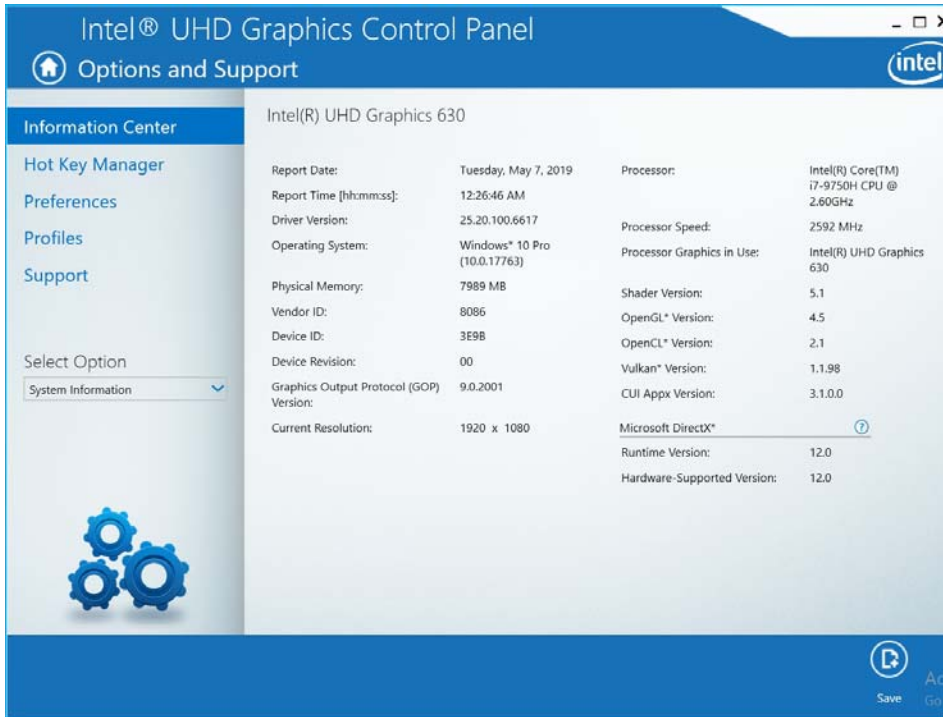 Intel® UHD Graphics Control Panel
Options and Support
intel
Information Center
Hot Key Manager
Preferences
Profiles
Support
Select Option
System Information
Intel(R) UHD Graphics 630
Report Date: Tuesday, May 7, 2019
Report Time [hh:mm:ss]: 12:26:46 AM
Driver Version: 25.20.100.6617
Operating System: Windows* 10 Pro
(10.0.17763)
Physical Memory: 7989 MB
Vendor ID: 8086
Device ID: 3E9B
Device Revision: 00
Graphics Output Protocol (GOP) 9.0.2001
Version:
Current Resolution: 1920 x 1080
Processor: Intel(R) Core(TM)
i7-9750H CPU @
2.60GHz
Processor Speed: 2592 MHz
Processor Graphics in Use: Intel(R) UHD Graphics
630
Shader Version: 5.1
OpenGL* Version: 4.5
OpenCL* Version: 2.1
Vulkan* Version: 1.1.98
CUI Appx Version: 3.1.0.0
Microsoft DirectX* ?
Runtime Version: 12.0
Hardware-Supported Version: 12.0
Save